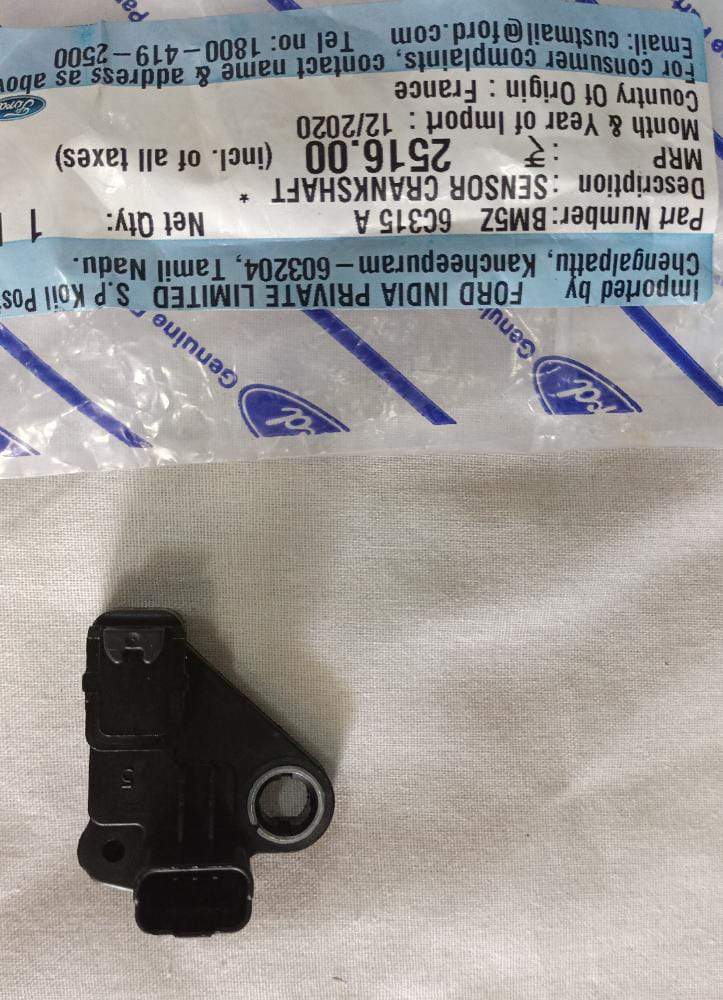 Imported by FORD INDIA PRIVATE LIMITED S.P Koil Pos
Chengalpattu, Kancheepuram – 603204, Tamil Nadu.
Part Number: BM5Z 6C315 A Net Qty: 1
Description : SENSOR CRANKSHAFT *
MRP : ₹ 2516.00 (incl. of all taxes)
Month & Year of Import : 12/2020
Country Of Origin : France
Ford
For consumer complaints, contact name & address as abov
Email: custmail@ford.com Tel no: 1800-419-2500
Genuine
Genuine
5